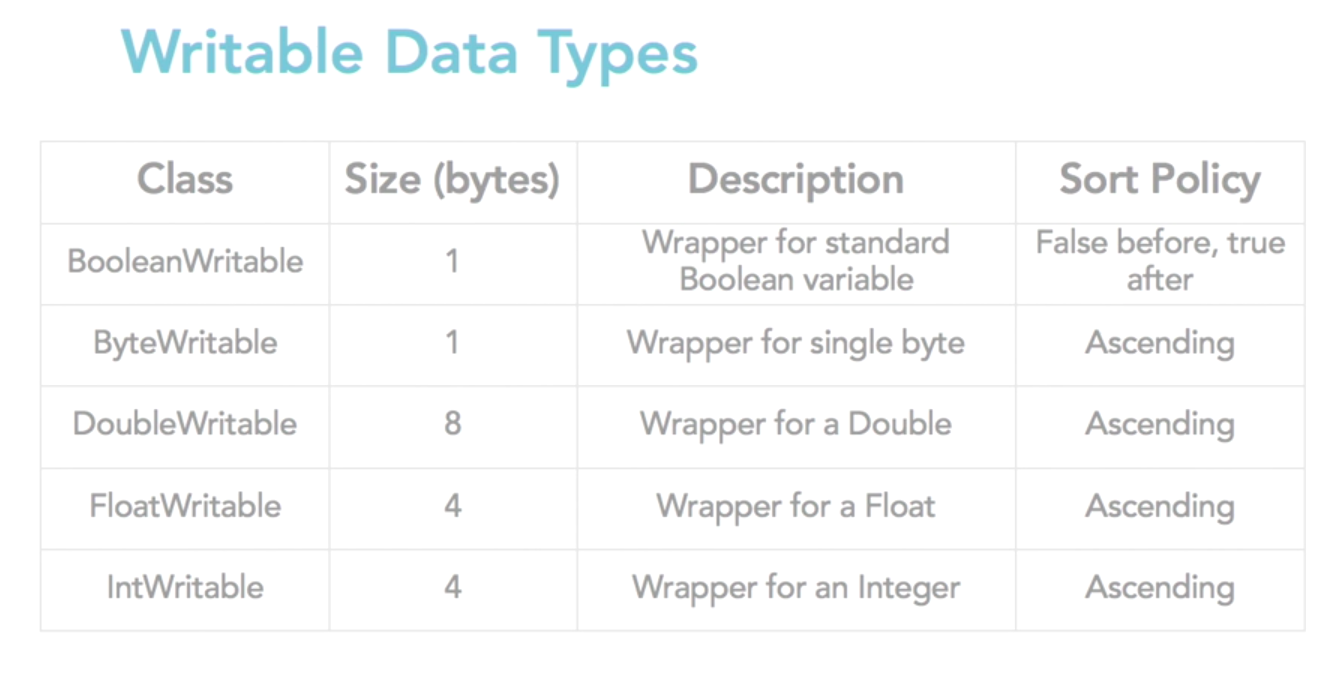 Writable Data Types
Class Size (bytes) Description Sort Policy
BooleanWritable 1 Wrapper for standard Boolean variable False before, true after
ByteWritable 1 Wrapper for single byte Ascending
DoubleWritable 8 Wrapper for a Double Ascending
FloatWritable 4 Wrapper for a Float Ascending
IntWritable 4 Wrapper for an Integer Ascending